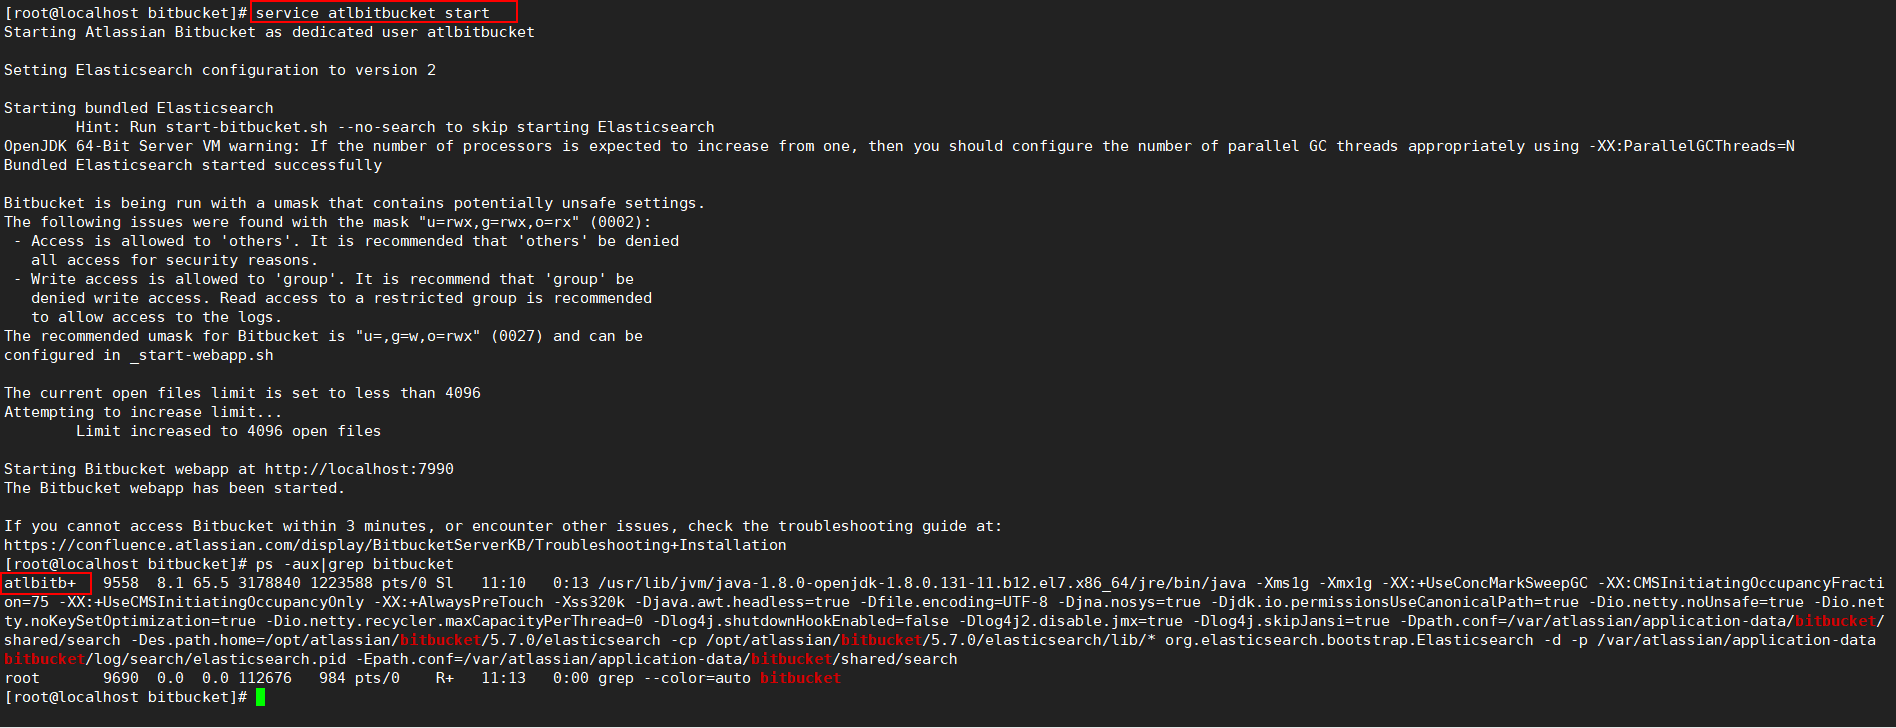 [root@localhost bitbucket]# service atlbitbucket start
Starting Atlassian Bitbucket as dedicated user atlbitbucket
Setting Elasticsearch configuration to version 2
Starting bundled Elasticsearch
        Hint: Run start-bitbucket.sh --no-search to skip starting Elasticsearch
OpenJDK 64-Bit Server VM warning: If the number of processors is expected to increase from one, then you should configure the number of parallel GC threads appropriately using -XX:ParallelGCThreads=N
Bundled Elasticsearch started successfully
Bitbucket is being run with a umask that contains potentially unsafe settings.
The following issues were found with the mask "u=rwx,g=rwx,o=rx" (0002):
 - Access is allowed to 'others'. It is recommended that 'others' be denied
   all access for security reasons.
 - Write access is allowed to 'group'. It is recommend that 'group' be
   denied write access. Read access to a restricted group is recommended
   to allow access to the logs.
The recommended umask for Bitbucket is "u=,g=w,o=rwx" (0027) and can be
configured in _start-webapp.sh
The current open files limit is set to less than 4096
Attempting to increase limit...
        Limit increased to 4096 open files
Starting Bitbucket webapp at http://localhost:7990
The Bitbucket webapp has been started.
If you cannot access Bitbucket within 3 minutes, or encounter other issues, check the troubleshooting guide at:
https://confluence.atlassian.com/display/BitbucketServerKB/Troubleshooting+Installation
[root@localhost bitbucket]# ps -aux|grep bitbucket
atlbitb+   9558  8.1 65.5 3178840 1223588 pts/0 Sl   11:10   0:13 /usr/lib/jvm/java-1.8.0-openjdk-1.8.0.131-11.b12.el7.x86_64/jre/bin/java -Xms1g -Xmx1g -XX:+UseConcMarkSweepGC -XX:CMSInitiatingOccupancyFracti
on=75 -XX:+UseCMSInitiatingOccupancyOnly -XX:+AlwaysPreTouch -Xss320k -Djava.awt.headless=true -Dfile.encoding=UTF-8 -Djna.nosys=true -Djdk.io.permissionsUseCanonicalPath=true -Dio.netty.noUnsafe=true -Dio.net
ty.noKeySetOptimization=true -Dio.netty.recycler.maxCapacityPerThread=0 -Dlog4j.shutdownHookEnabled=false -Dlog4j2.disable.jmx=true -Dlog4j.skipJansi=true -Dpath.conf=/var/atlassian/application-data/bitbucket/
shared/search -Des.path.home=/opt/atlassian/bitbucket/5.7.0/elasticsearch -cp /opt/atlassian/bitbucket/5.7.0/elasticsearch/lib/* org.elasticsearch.bootstrap.Elasticsearch -d -p /var/atlassian/application-data
bitbucket/log/search/elasticsearch.pid -Epath.conf=/var/atlassian/application-data/bitbucket/shared/search
root       9690  0.0  0.0 112676   984 pts/0    R+   11:13   0:00 grep --color=auto bitbucket
[root@localhost bitbucket]#